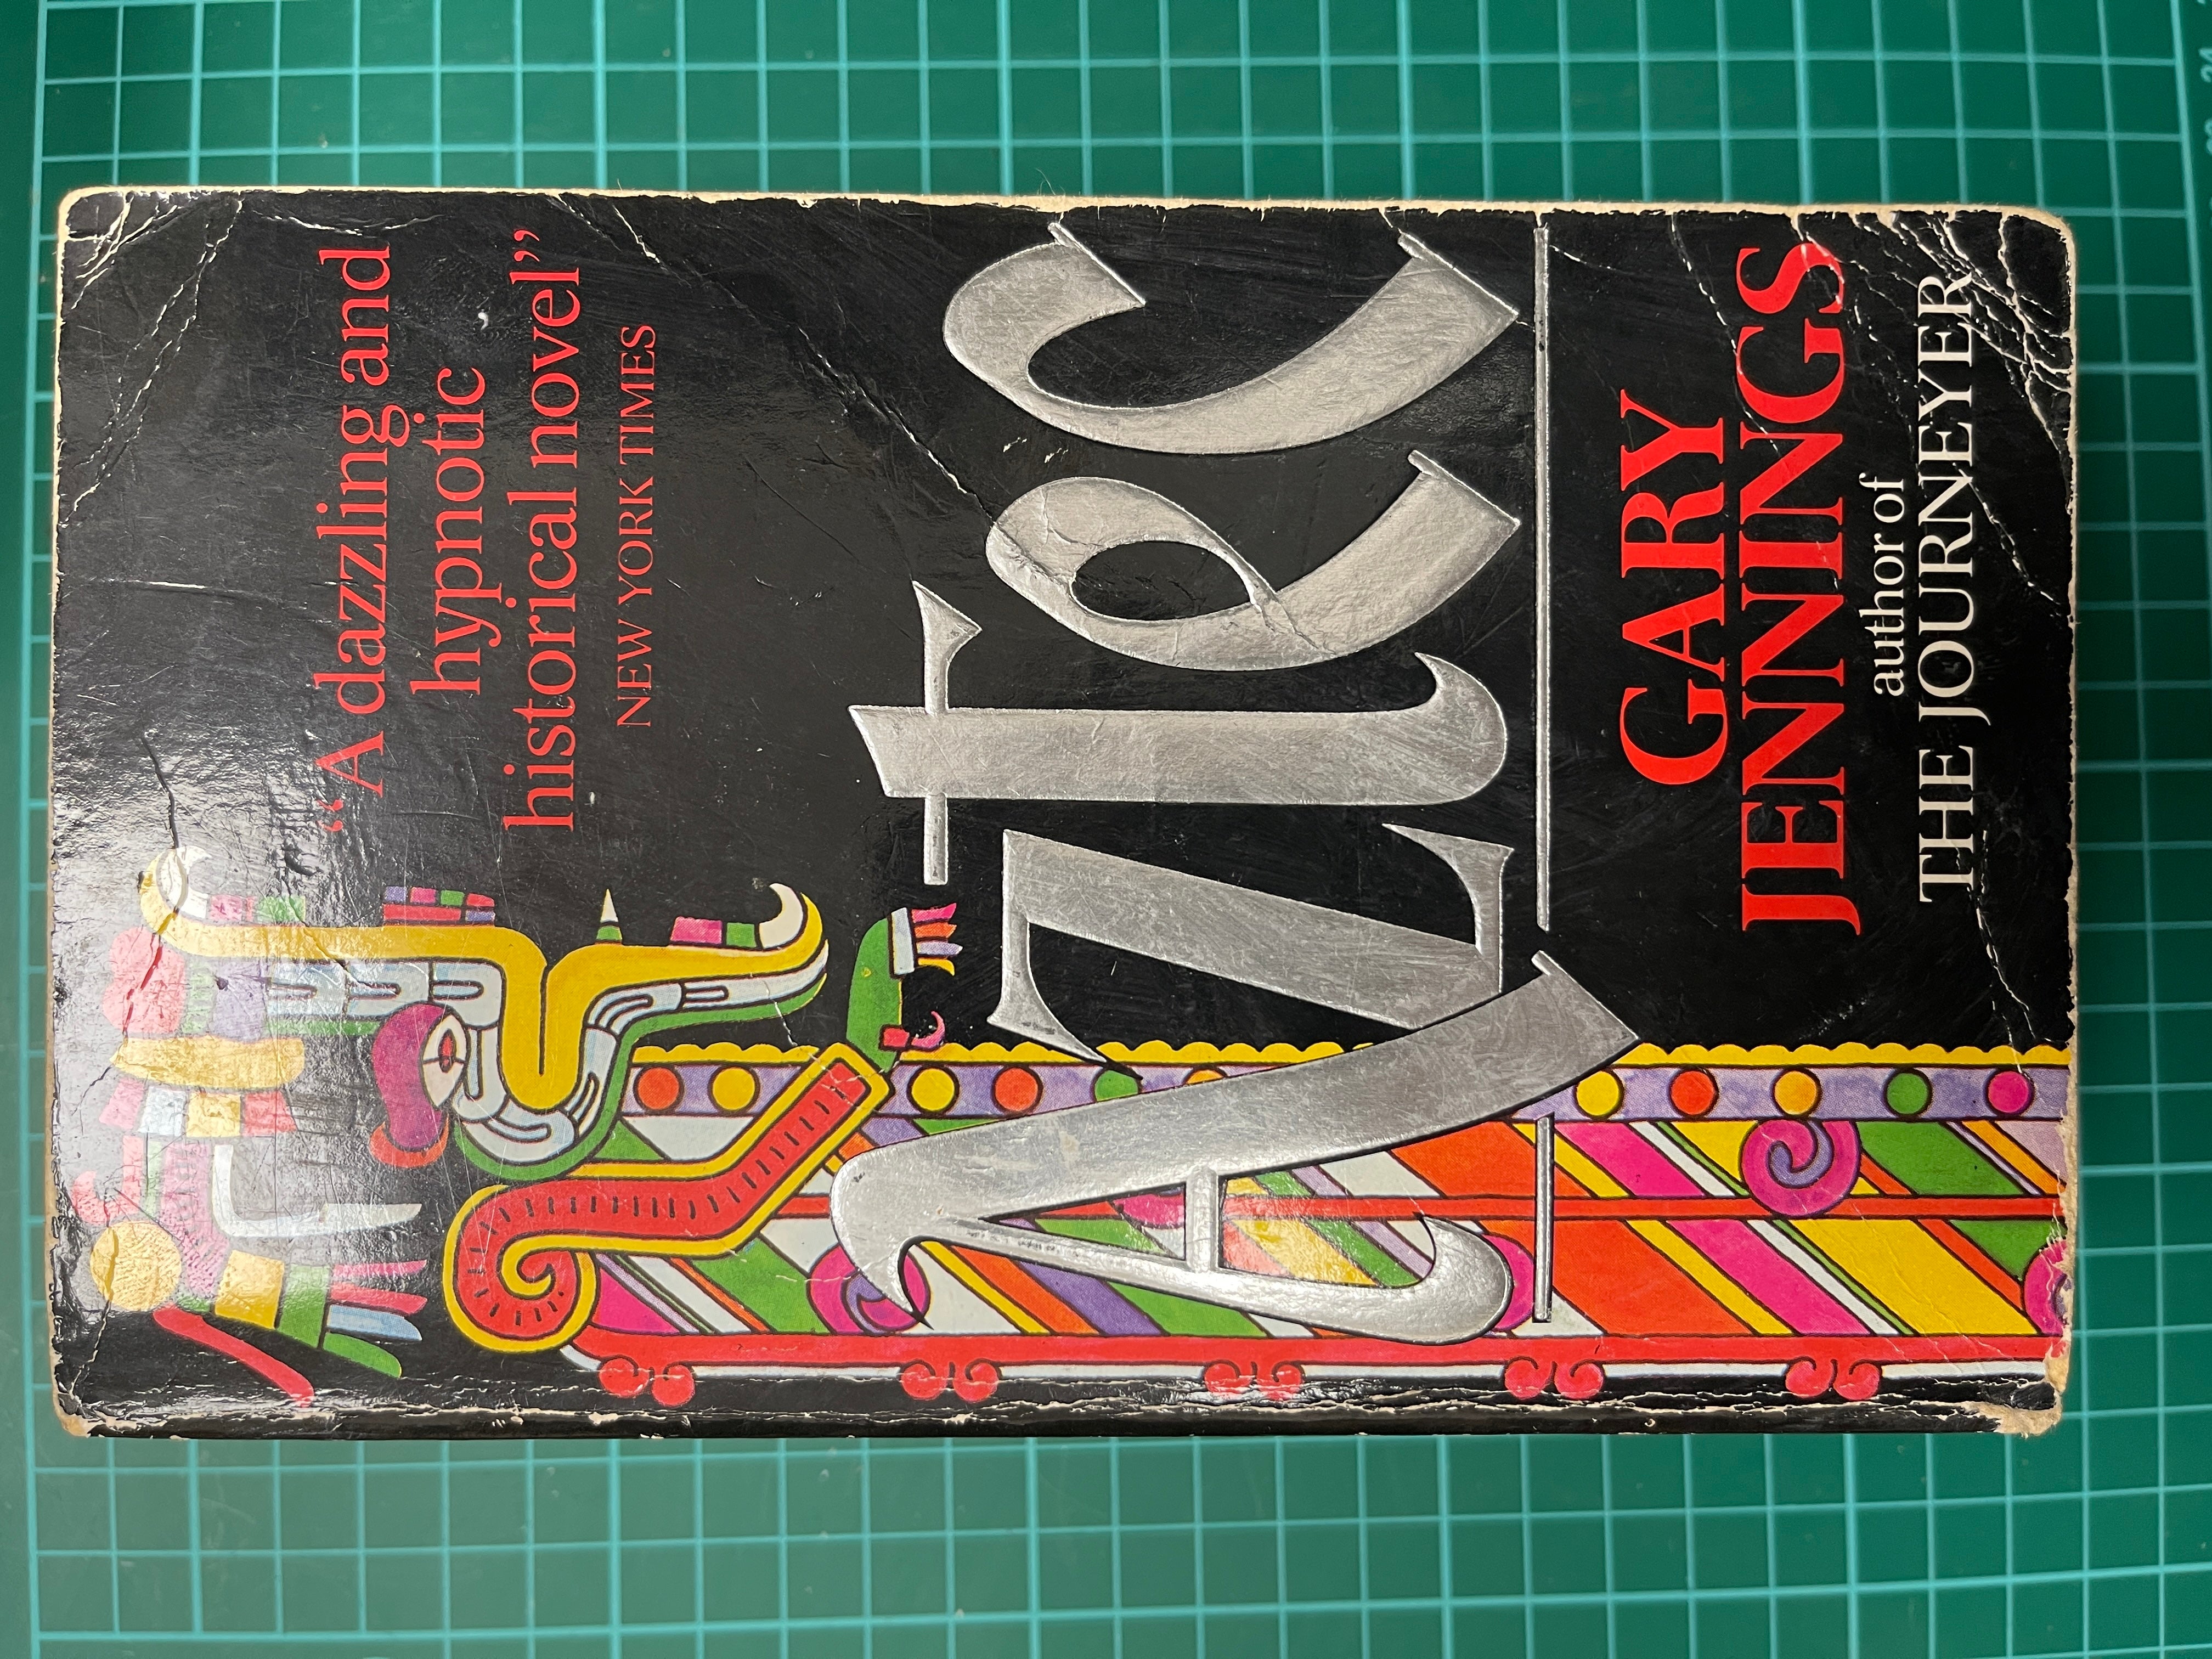 “A dazzling and
hypnotic
historical novel”
NEW YORK TIMES
Aztec
GARY
JENNINGS
author of
THE JOURNEYER